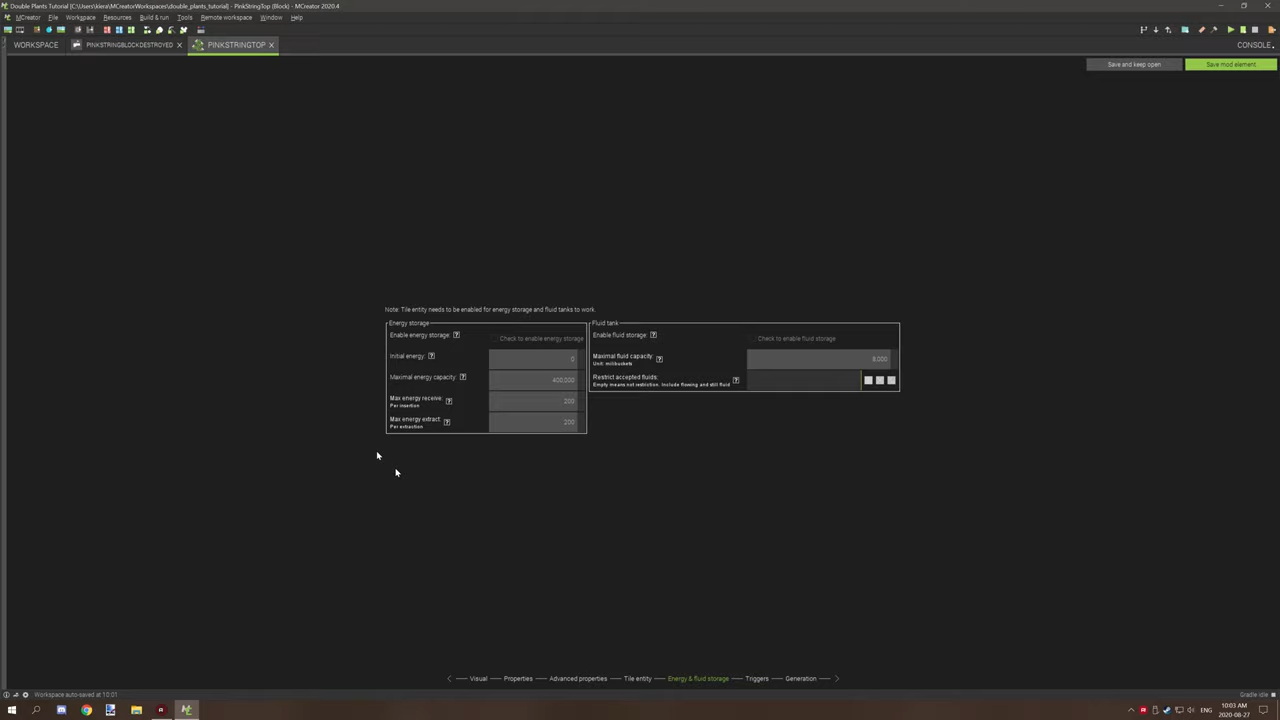 Double Plants Tutorial [C:\Users\kiera\MCreatorWorkspaces\double_plants_tutorial] - PinkStringTop (Block) - MCreator 2020.4
MCreator File Workspace Resources Build & run Tools Remote workspace Window Help
WORKSPACE PINKSTRINGBLOCKDESTROYED PINKSTRINGTOP CONSOLE
Save and keep open Save mod element
Note: Tile entity needs to be enabled for energy storage and fluid tanks to work.
Energy storage Fluid tank
Enable energy storage: ? Check to enable energy storage Enable fluid storage: ? Check to enable fluid storage
Initial energy: ? 0 Maximal fluid capacity: ? 8,000
Unit: milibuckets
Maximal energy capacity: ? 400,000 Restrict accepted fluids: ?
Empty means not restriction. Include flowing and still fluid
Max energy receive: ? 200
Per insertion
Max energy extract: ? 200
Per extraction
Visual Properties Advanced properties Tile entity Energy & fluid storage Triggers Generation
Workspace auto-saved at 10:01 Gradle idle
10:03 AM
ENG
2020-08-27